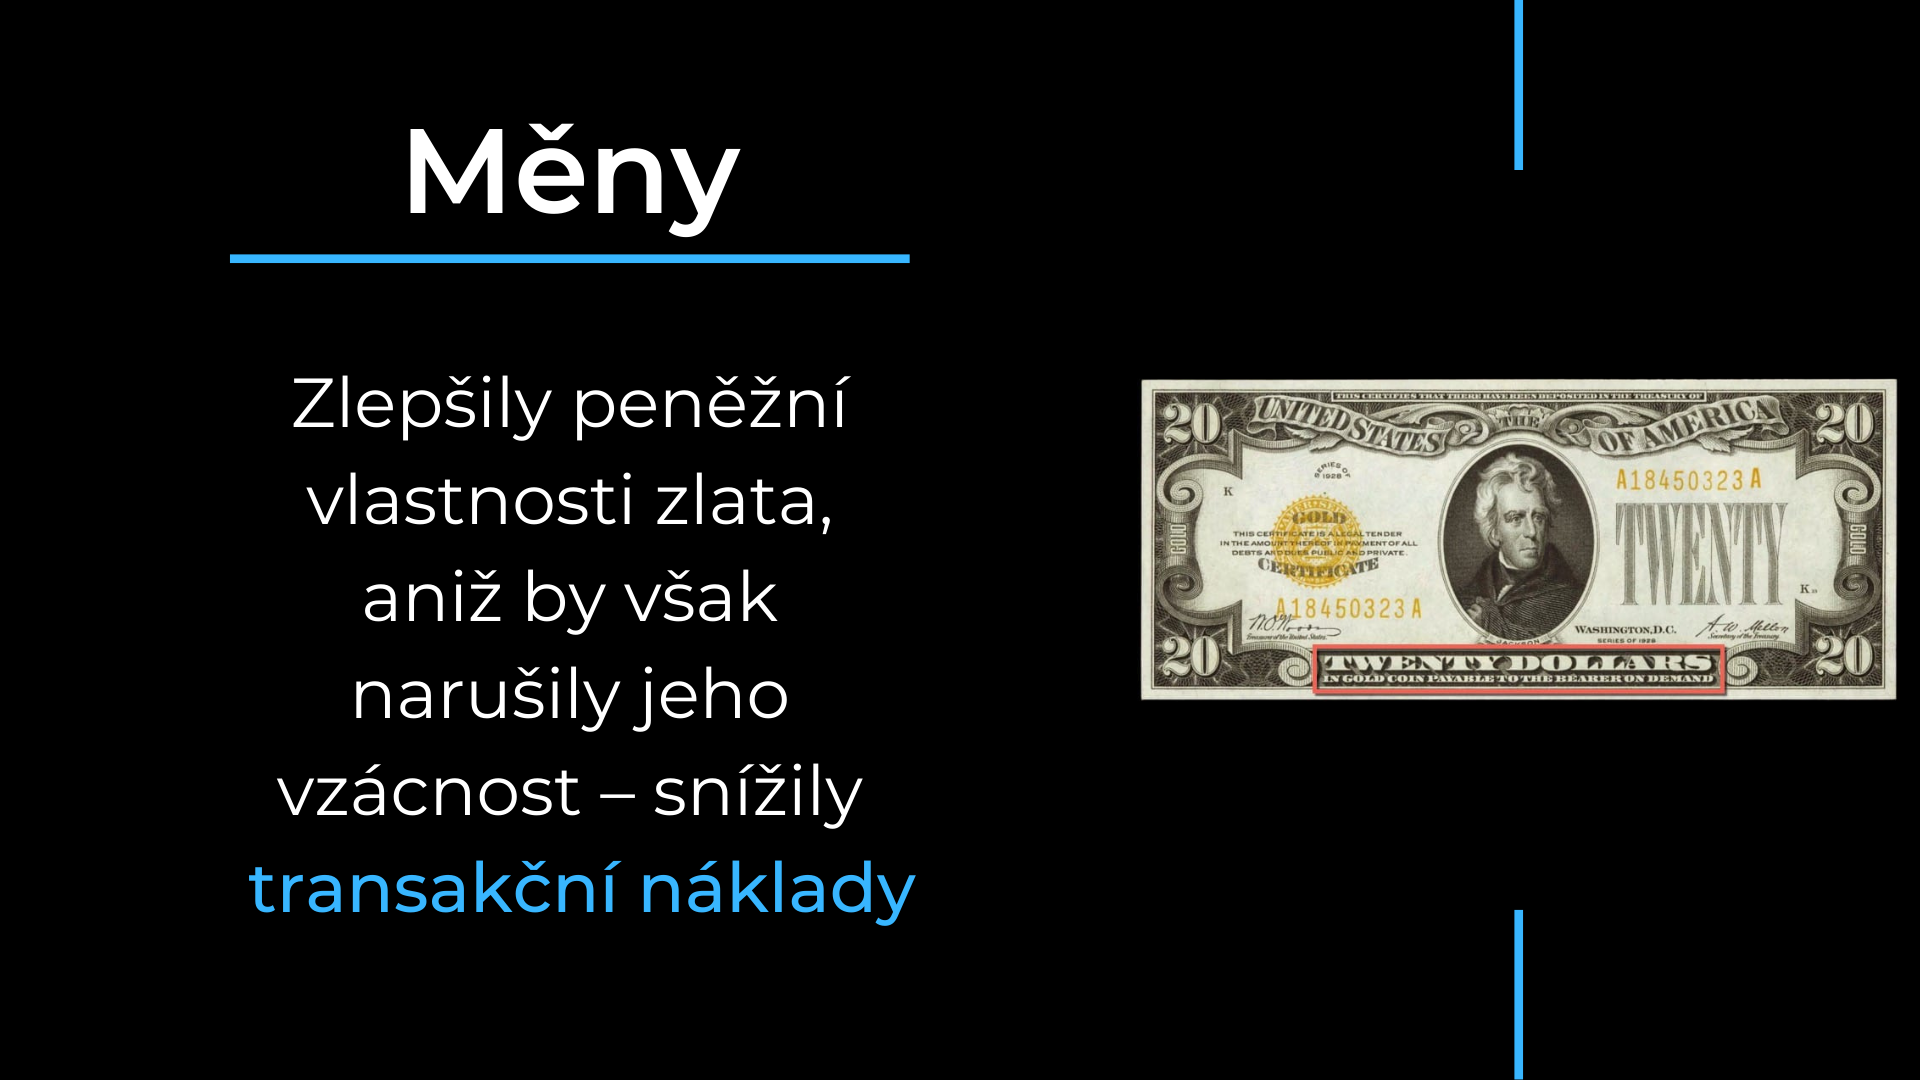 Měny
Zlepšily peněžní
vlastnosti zlata,
aniž by však
narušily jeho
vzácnost – snížily
transakční náklady
THIS CERTIFIES THAT THERE HAVE BEEN DEPOSITED IN THE TREASURY OF
20
UNITED STATES
THE
OF AMERICA
20
SERIES OF
1928
A18450323A
K
GOLD
TWENTY
GOLD
GOLD
THIS CERTIFICATE IS A LEGAL TENDER
IN THE AMOUNT THEREOF IN PAYMENT OF ALL
DEBTS AND DUES PUBLIC AND PRIVATE.
CERTIFICATE
K
A18450323A
WASHINGTON, D.C.
Treasurer of the United States.
SERIES OF 1928
Secretary of the Treasury
JACKSON
20
TWENTY DOLLARS
20
IN GOLD COIN PAYABLE TO THE BEARER ON DEMAND